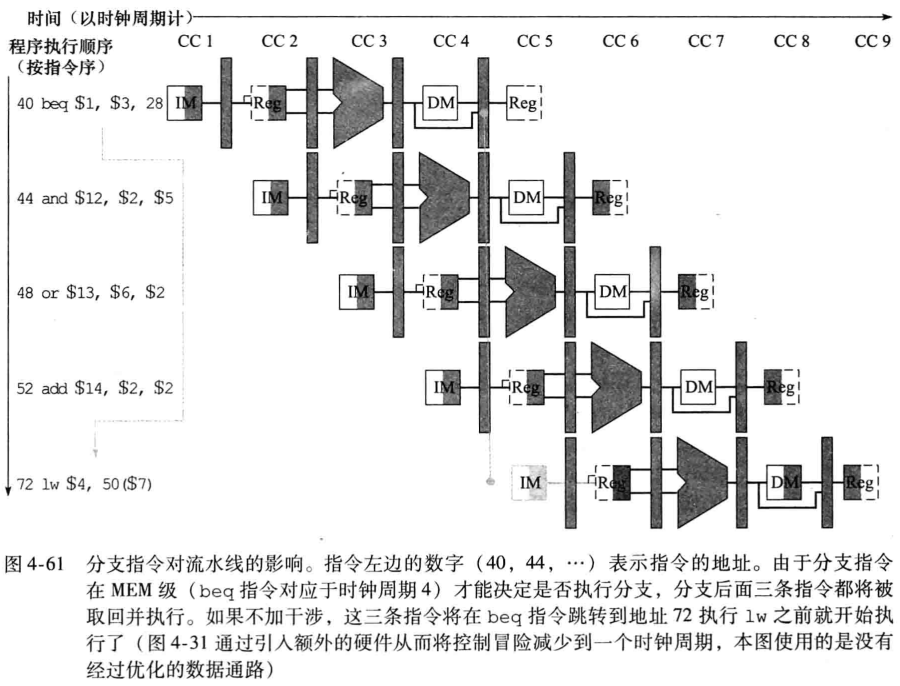 时间（以时钟周期计）
程序执行顺序
（按指令序）
CC 1 CC 2 CC 3 CC 4 CC 5 CC 6 CC 7 CC 8 CC 9
40 beq $1, $3, 28 IM Reg DM Reg
44 and $12, $2, $5 IM Reg DM Reg
48 or $13, $6, $2 IM Reg DM Reg
52 add $14, $2, $2 IM Reg DM Reg
72 lw $4, 50($7) IM Reg DM Reg
图 4-61 分支指令对流水线的影响。指令左边的数字（40，44，…）表示指令的地址。由于分支指令
在 MEM 级（beq 指令对应于时钟周期 4）才能决定是否执行分支，分支后面三条指令都将被
取回并执行。如果不加干涉，这三条指令将在 beq 指令跳转到地址 72 执行 lw 之前就开始执
行了（图 4-31 通过引入额外的硬件从而将控制冒险减少到一个时钟周期，本图使用的是没有
经过优化的数据通路）